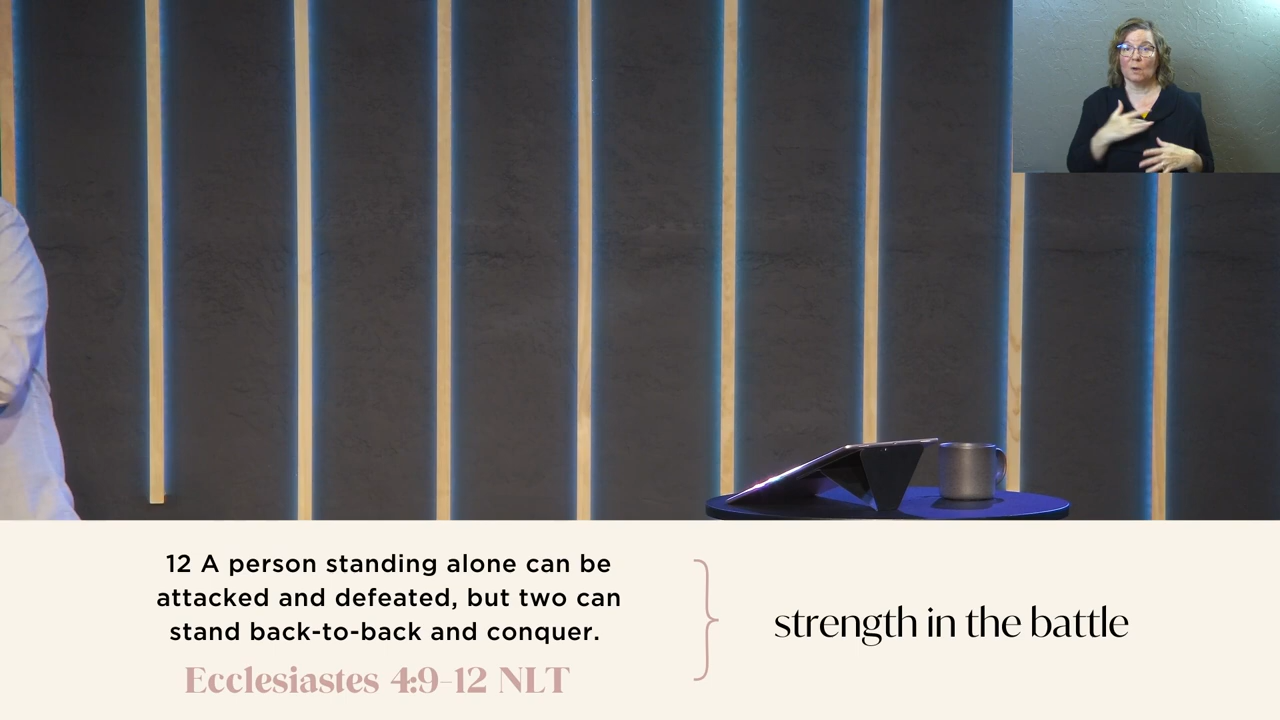 12 A person standing alone can be
attacked and defeated, but two can
stand back-to-back and conquer.
Ecclesiastes 4:9-12 NLT
strength in the battle